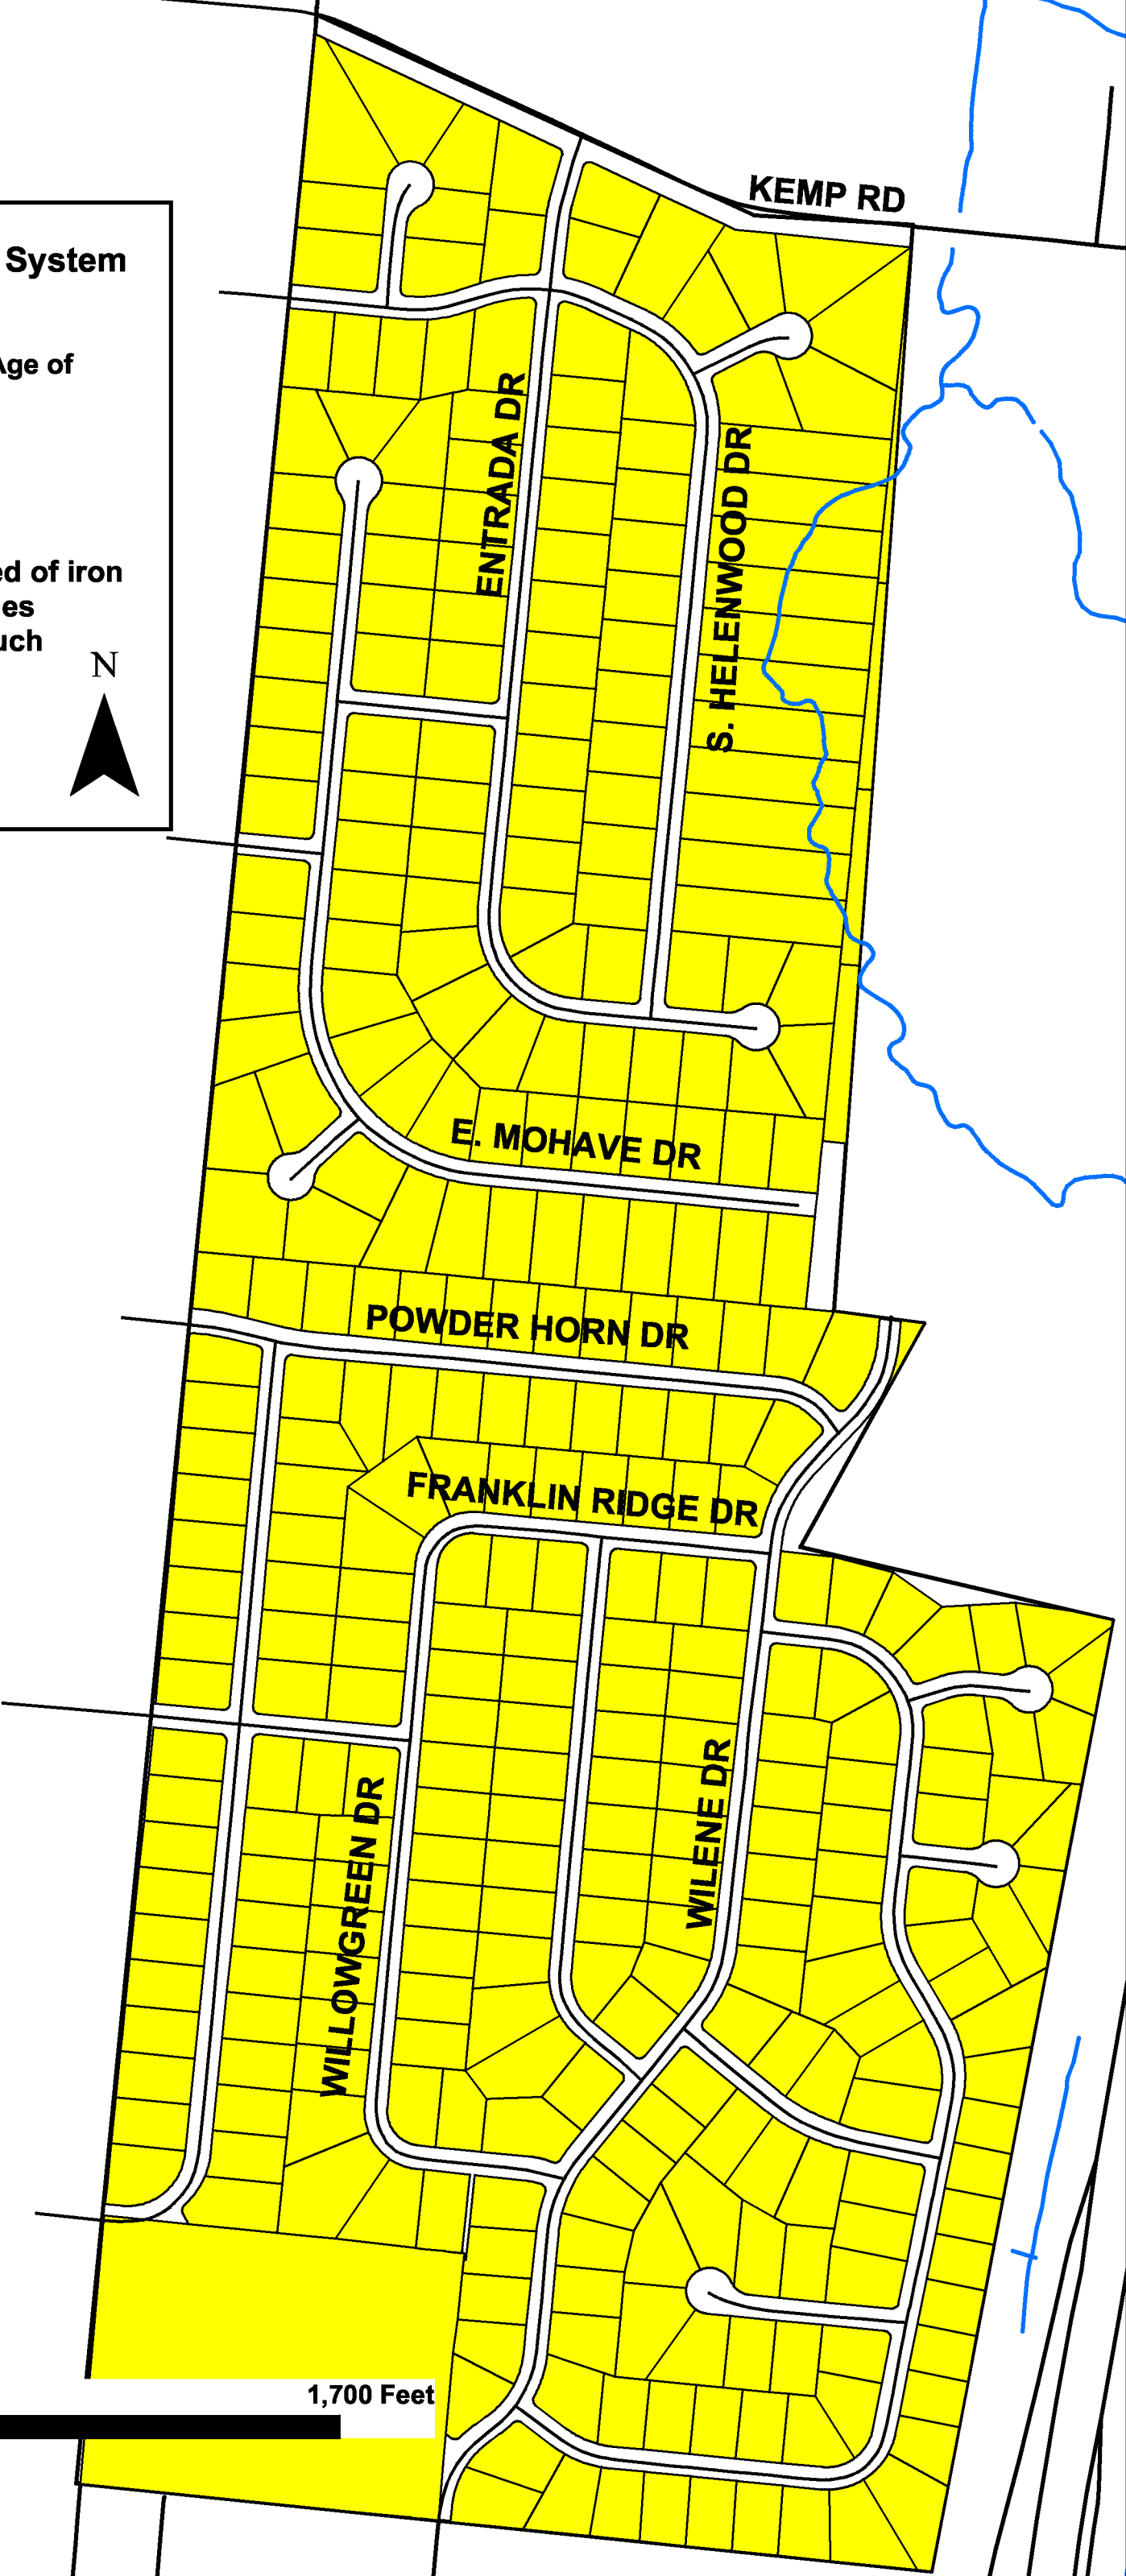 KEMP RD
System
Age of
ed of iron
es
uch
N
ENTRADA DR
S. HELENWOOD DR
E. MOHAVE DR
POWDER HORN DR
FRANKLIN RIDGE DR
WILENE DR
WILLOWGREEN DR
1,700 Feet